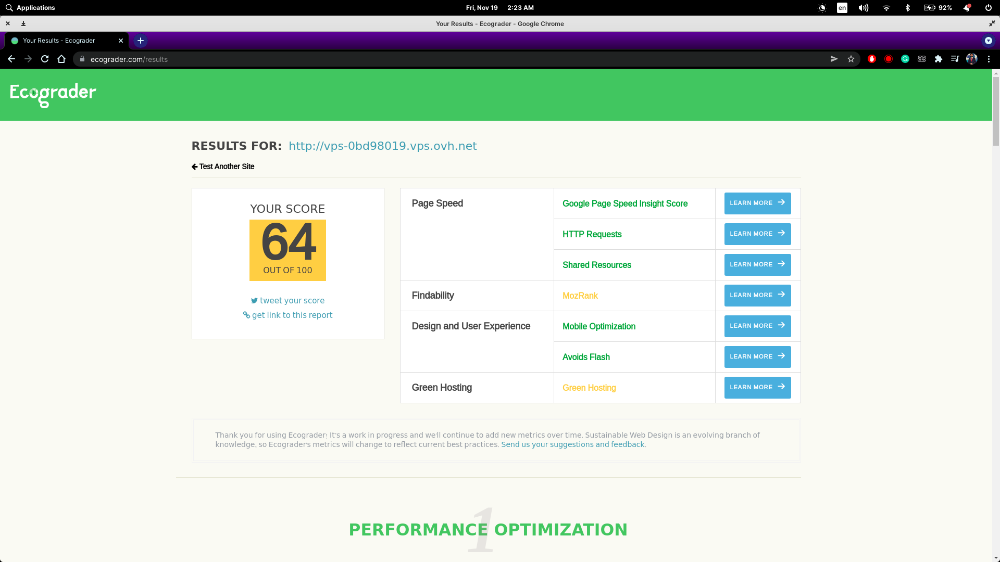 Applications
Fri, Nov 19 2:23 AM
en
92%
Your Results - Ecograder - Google Chrome
Your Results - Ecograder
ecograder.com/results
Ecograder
RESULTS FOR: http://vps-0bd98019.vps.ovh.net
Test Another Site
YOUR SCORE
64
OUT OF 100
tweet your score
get link to this report
Page Speed
Google Page Speed Insight Score
LEARN MORE
HTTP Requests
LEARN MORE
Shared Resources
LEARN MORE
Findability
MozRank
LEARN MORE
Design and User Experience
Mobile Optimization
LEARN MORE
Avoids Flash
LEARN MORE
Green Hosting
Green Hosting
LEARN MORE
Thank you for using Ecograder! It's a work in progress and we'll continue to add new metrics over time. Sustainable Web Design is an evolving branch of
knowledge, so Ecograder's metrics will change to reflect current best practices. Send us your suggestions and feedback.
1
PERFORMANCE OPTIMIZATION